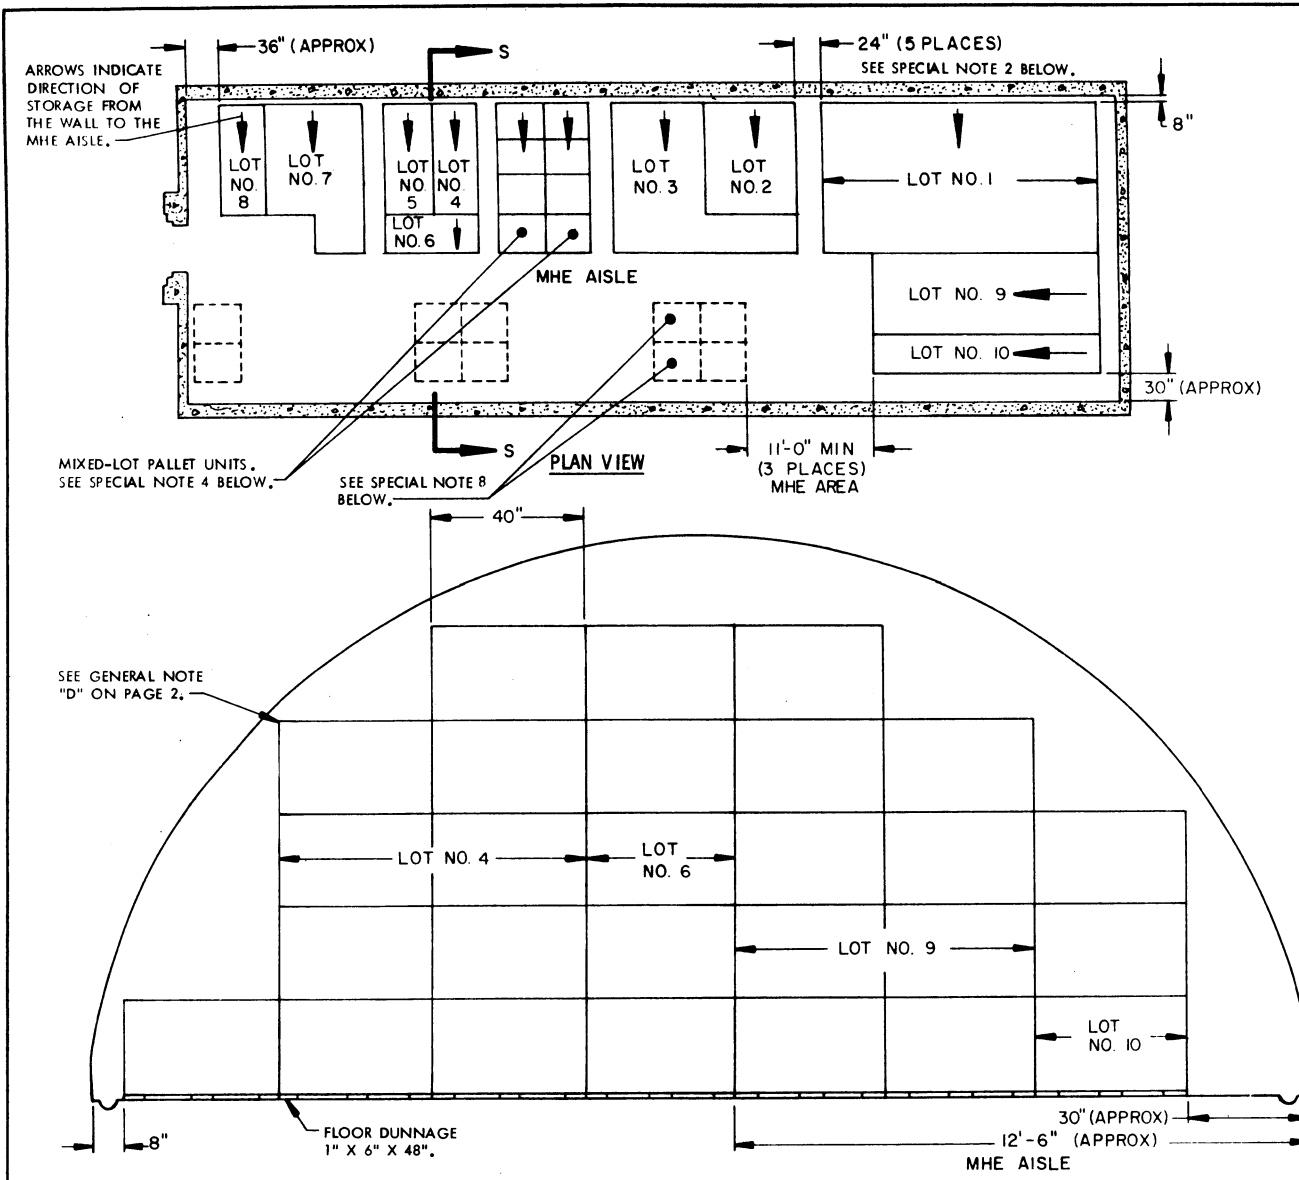 36" (APPROX)
S
24" (5 PLACES)
SEE SPECIAL NOTE 2 BELOW.
ARROWS INDICATE
DIRECTION OF
STORAGE FROM
THE WALL TO THE
MHE AISLE.
8"
LOT
NO.
8
LOT
NO. 7
LOT
NO.
5
LOT
NO.
4
LOT
NO. 6
LOT
NO. 3
LOT
NO. 2
LOT NO. 1
MHE AISLE
LOT NO. 9
LOT NO. 10
30" (APPROX)
S
MIXED-LOT PALLET UNITS.
SEE SPECIAL NOTE 4 BELOW.
SEE SPECIAL NOTE 8
BELOW.
PLAN VIEW
11'-0" MIN
(3 PLACES)
MHE AREA
40"
SEE GENERAL NOTE
"D" ON PAGE 2.
LOT NO. 4
LOT
NO. 6
LOT NO. 9
LOT
NO. 10
8"
FLOOR DUNNAGE
1" X 6" X 48".
30" (APPROX)
12'-6" (APPROX)
MHE AISLE